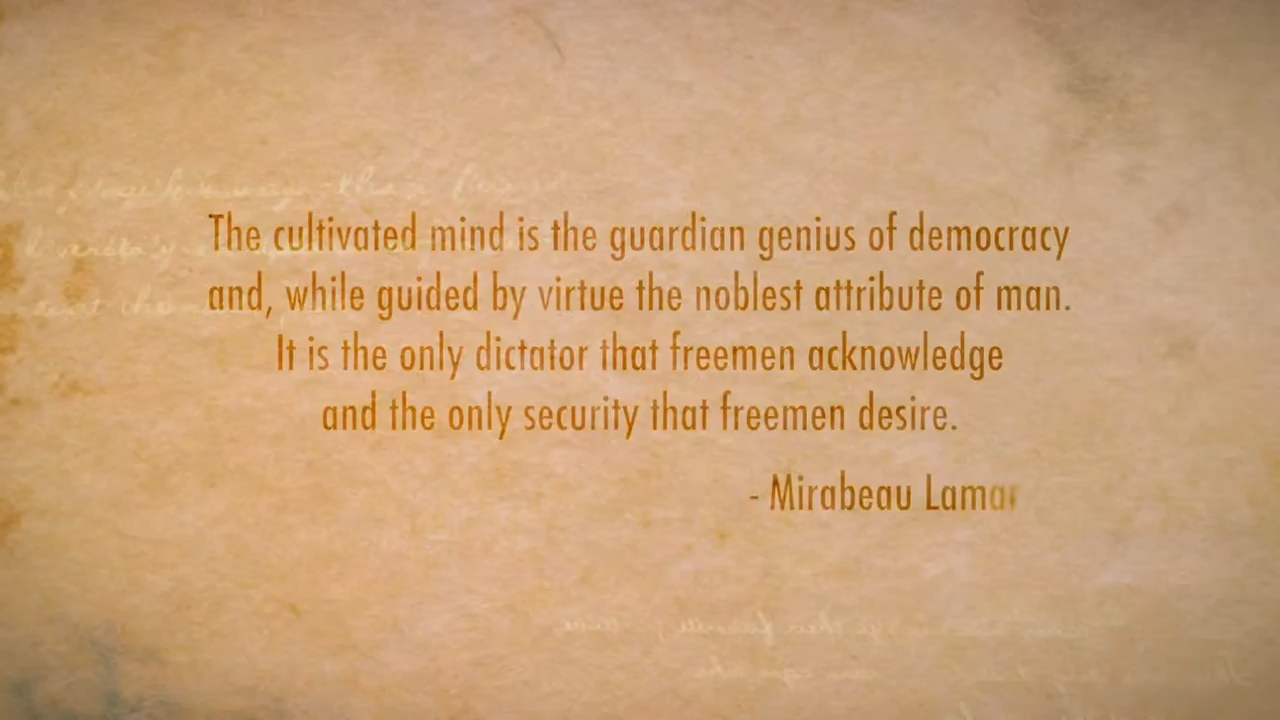 The cultivated mind is the guardian genius of democracy
and, while guided by virtue the noblest attribute of man.
It is the only dictator that freemen acknowledge
and the only security that freemen desire.
- Mirabeau Lamar